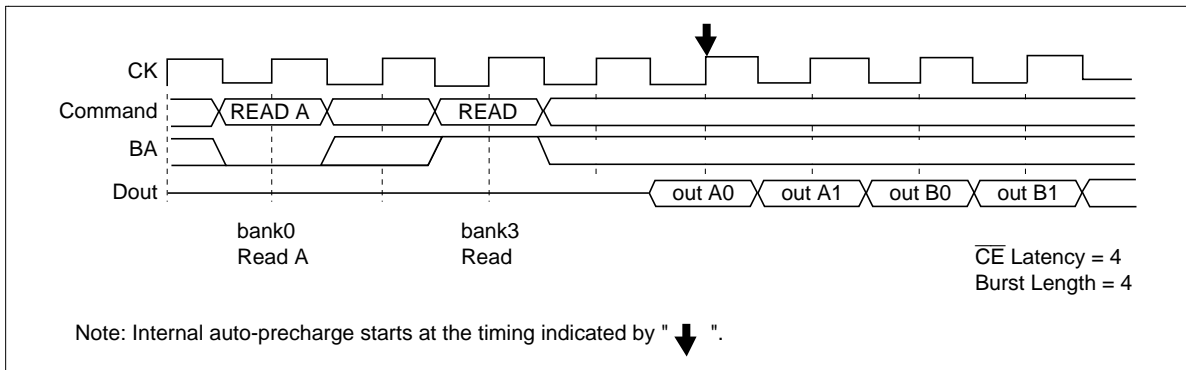 CK
Command READ A READ
BA
Dout out A0 out A1 out B0 out B1
bank0 bank3
Read A Read
CE Latency = 4
Burst Length = 4
Note: Internal auto-precharge starts at the timing indicated by " ".